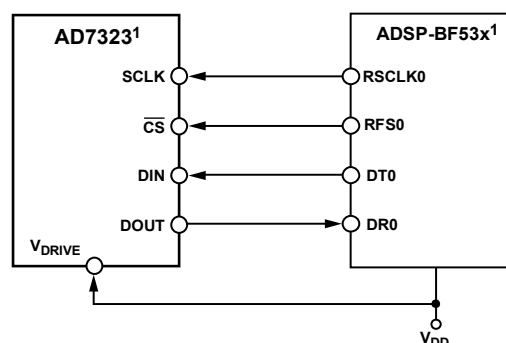 AD7323¹
ADSP-BF53x¹
SCLK
RSCLK0
CS
RFS0
DIN
DT0
DOUT
DR0
VDRIVE
VDD